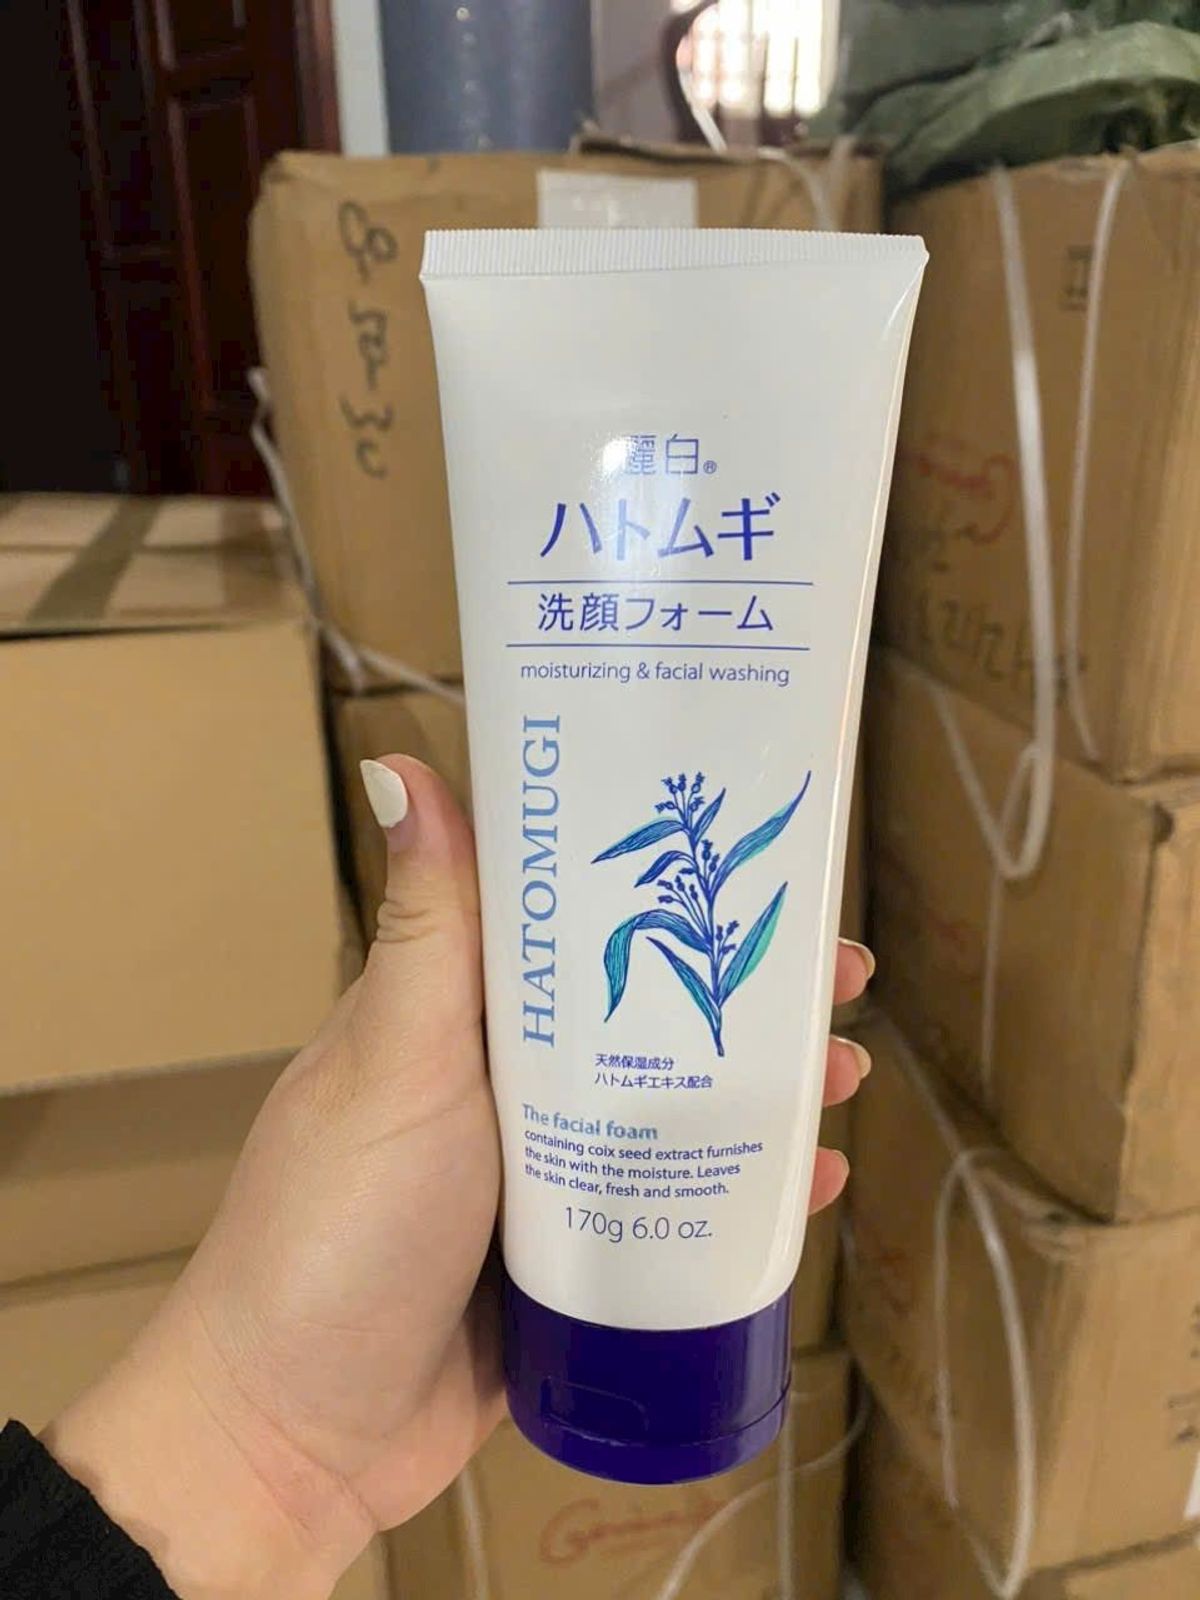 麗白®
ハトムギ
洗顔フォーム
moisturizing & facial washing
HATOMUGI
天然保湿成分
ハトムギエキス配合
The facial foam
containing coix seed extract furnishes
the skin with the moisture. Leaves
the skin clear, fresh and smooth.
170g 6.0 oz.